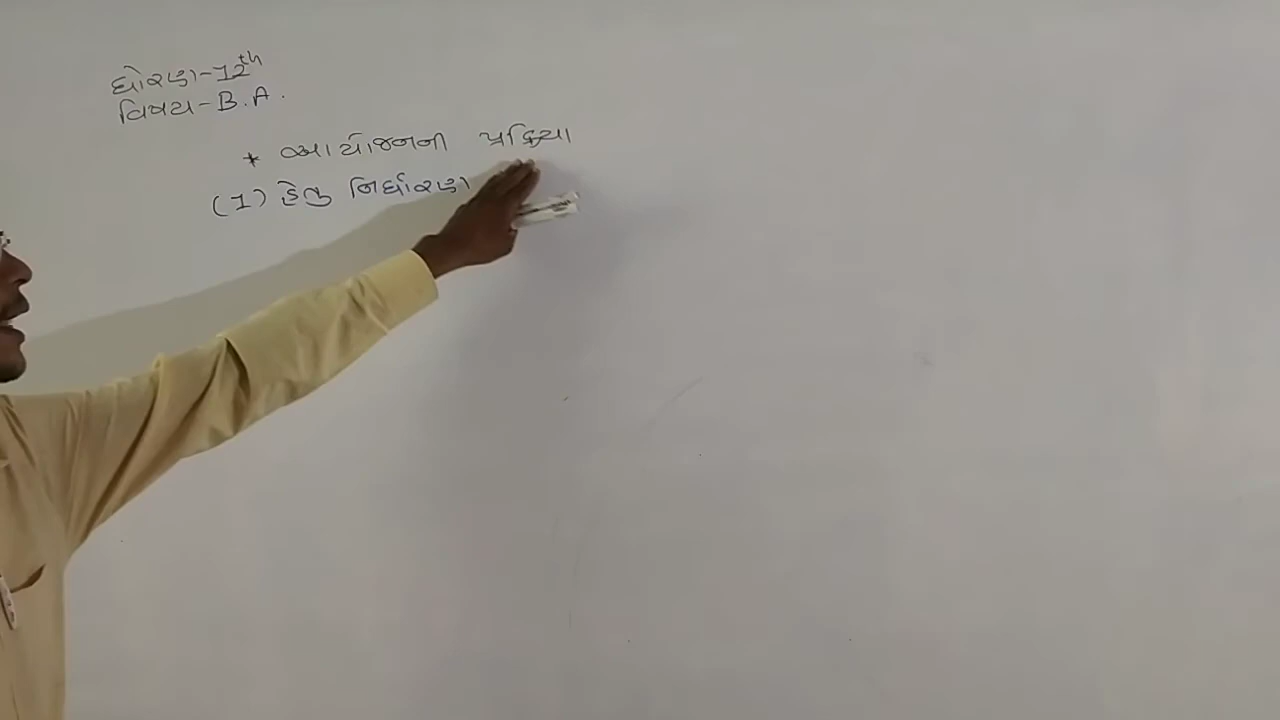 ધોરણ-12th
વિષય-B.A.
* આયોજનની પ્રક્રિયા
(1) હેતુ નિર્ધારણ